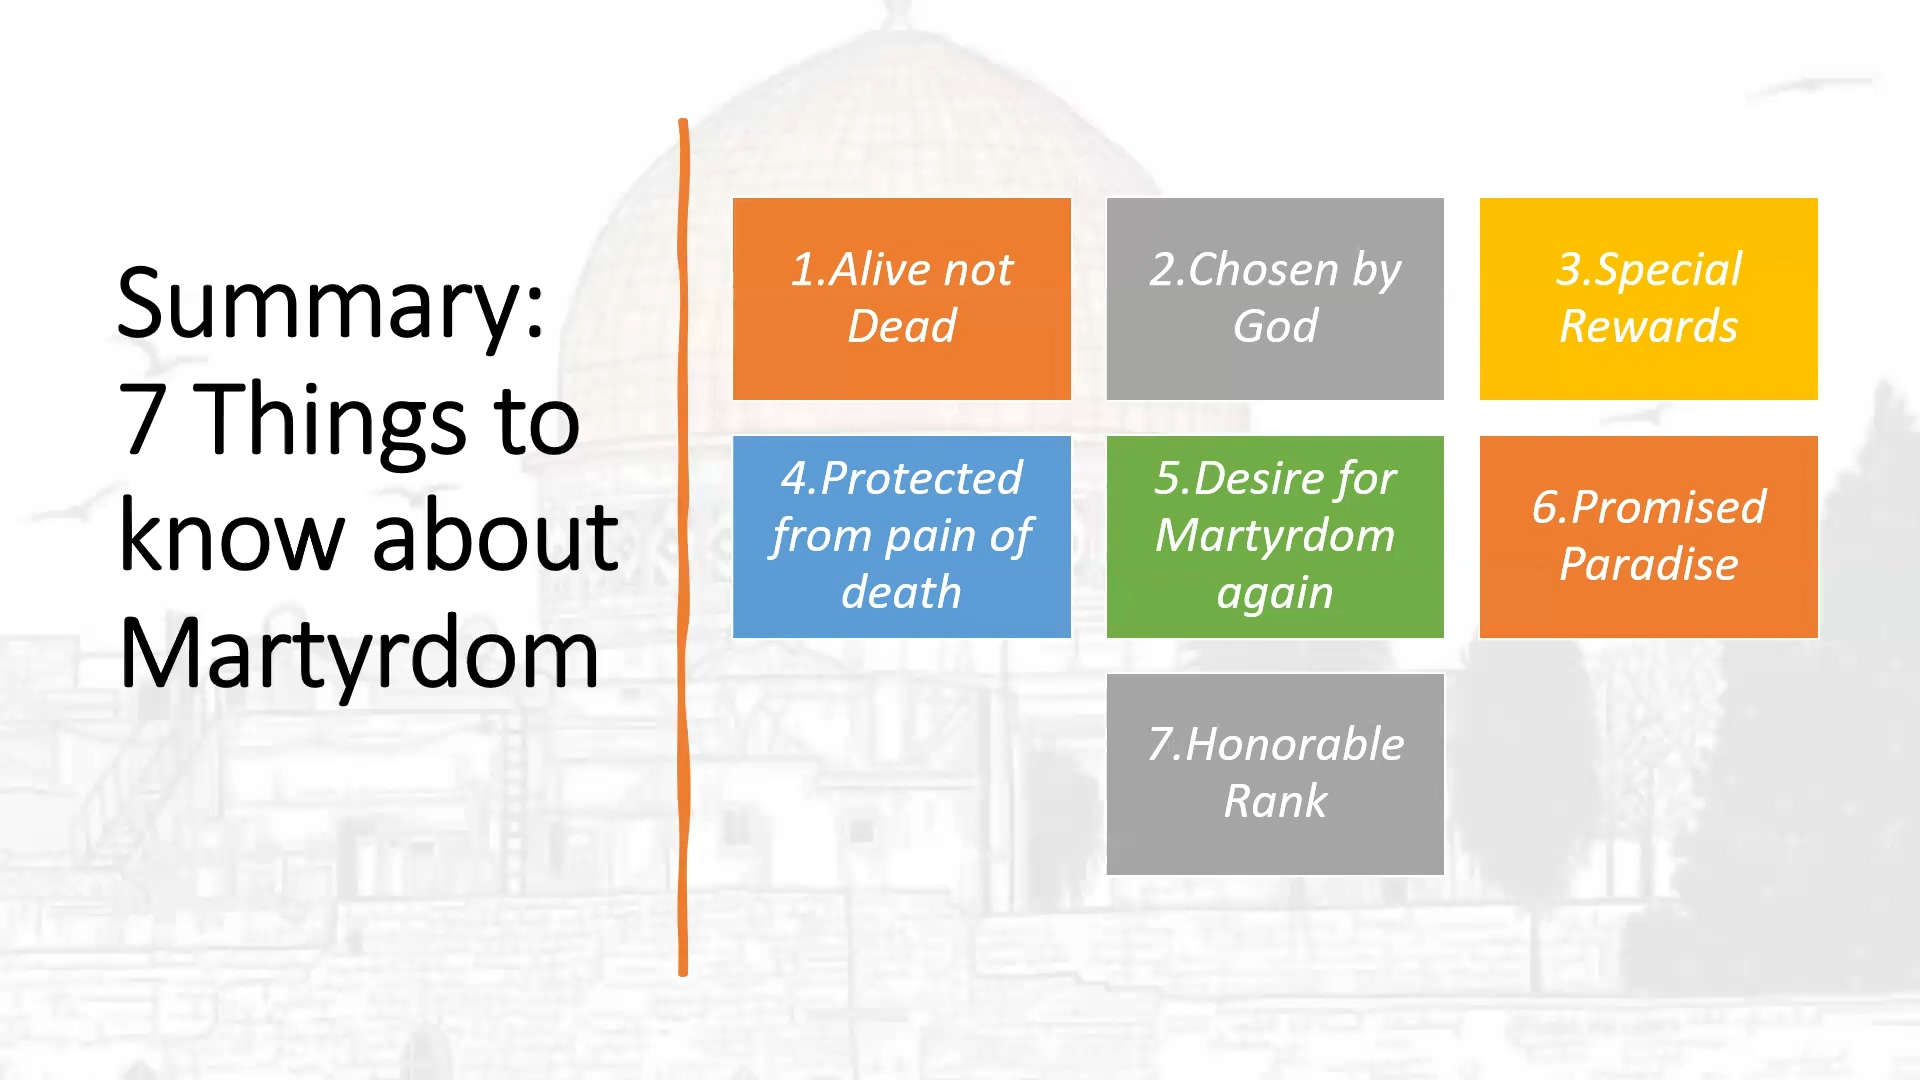 Summary:
7 Things to
know about
Martyrdom
1.Alive not
Dead
2.Chosen by
God
3.Special
Rewards
4.Protected
from pain of
death
5.Desire for
Martyrdom
again
6.Promised
Paradise
7.Honorable
Rank